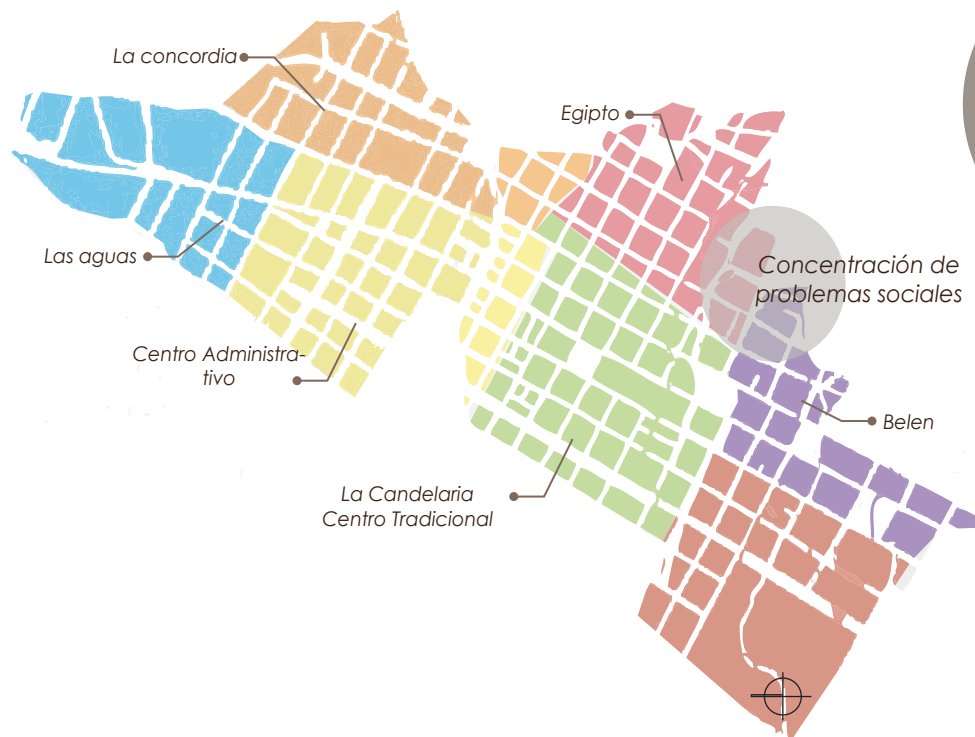 La concordia
Egipto
Las aguas
Concentración de
problemas sociales
Centro Administra-
tivo
Belen
La Candelaria
Centro Tradicional